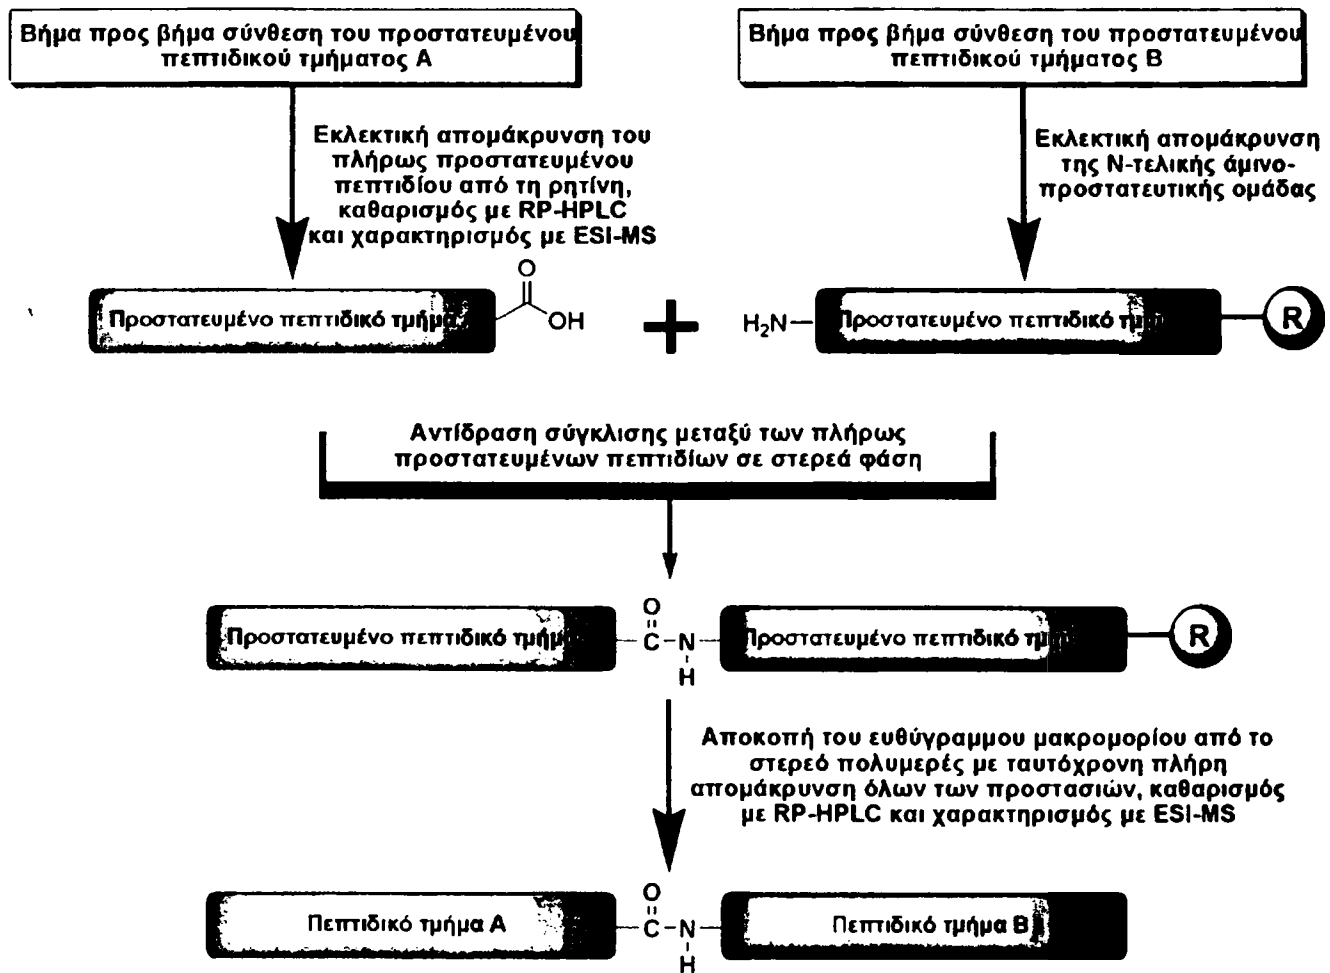 Βήμα προς βήμα σύνθεση του προστατευμένου
πεπτιδικού τμήματος Α
Βήμα προς βήμα σύνθεση του προστατευμένου
πεπτιδικού τμήματος Β
Εκλεκτική απομάκρυνση του
πλήρως προστατευμένου
πεπτιδίου από τη ρητίνη,
καθαρισμός με RP-HPLC
και χαρακτηρισμός με ESI-MS
Εκλεκτική απομάκρυνση
της Ν-τελικής άμινο-
προστατευτικής ομάδας
O
Προστατευμένο πεπτιδικό τμήμα
OH
+
H₂N
Προστατευμένο πεπτιδικό
R
Αντίδραση σύγκλισης μεταξύ των πλήρως
προστατευμένων πεπτιδίων σε στερεά φάση
O
Προστατευμένο πεπτιδικό
C
N
Προστατευμένο πεπτιδικό
R
H
Αποκοπή του ευθύγραμμου μακρομορίου από το
στερεό πολυμερές με ταυτόχρονη πλήρη
απομάκρυνση όλων των προστασιών, καθαρισμός
με RP-HPLC και χαρακτηρισμός με ESI-MS
O
Πεπτιδικό τμήμα Α
C
N
Πεπτιδικό τμήμα Β
H